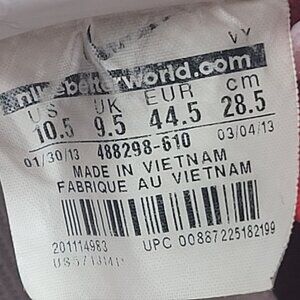 VY
nikebetterworld.com
US UK EUR cm
10.5 9.5 44.5 28.5
01/30/13 488298-610 03/04/13
MADE IN VIETNAM
FABRIQUE AU VIETNAM
201114983 UPC 00887225182199